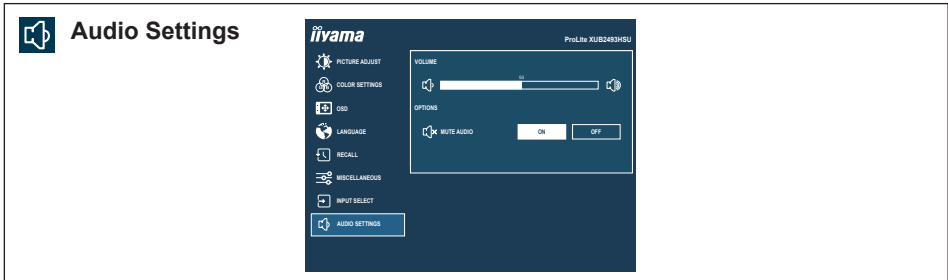 Audio Settings
iiyama
ProLite XUB2493HSU
PICTURE ADJUST
COLOR SETTINGS
OSD
LANGUAGE
RECALL
MISCELLANEOUS
INPUT SELECT
AUDIO SETTINGS
VOLUME
50
OPTIONS
MUTE AUDIO ON OFF